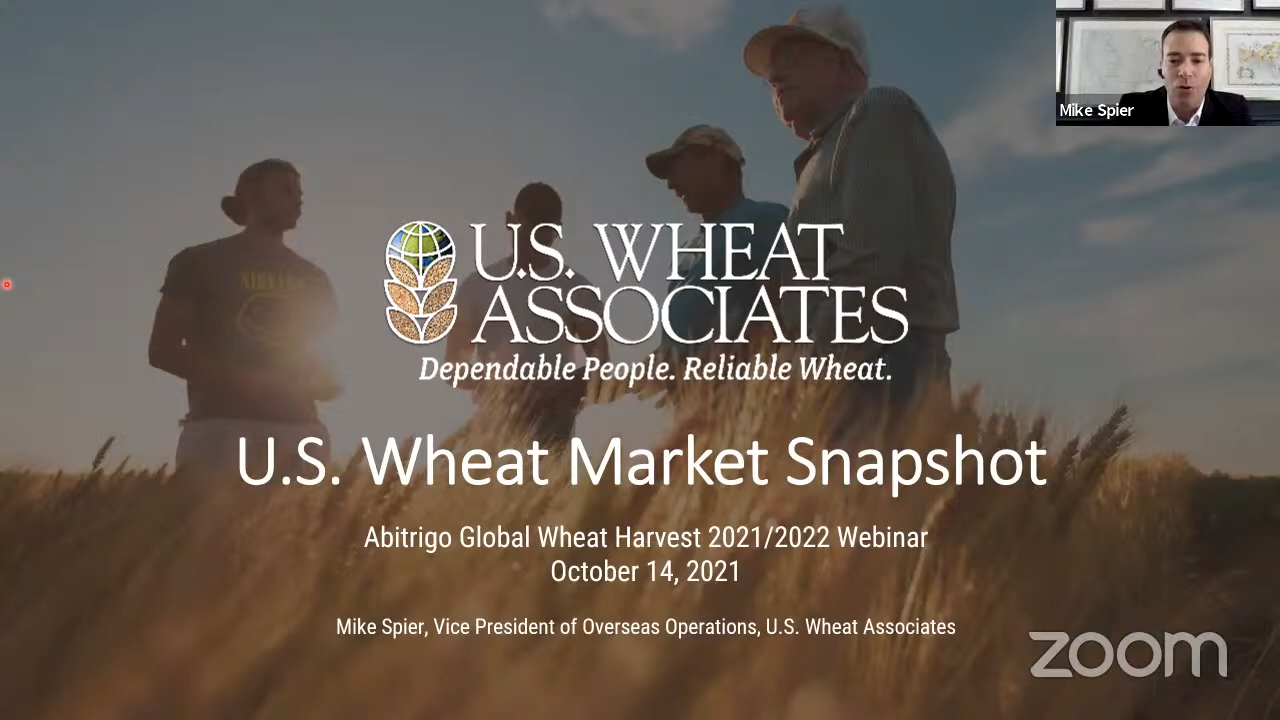 Mike Spier
U.S. WHEAT
ASSOCIATES
Dependable People. Reliable Wheat.
U.S. Wheat Market Snapshot
Abitrigo Global Wheat Harvest 2021/2022 Webinar
October 14, 2021
Mike Spier, Vice President of Overseas Operations, U.S. Wheat Associates
zoom